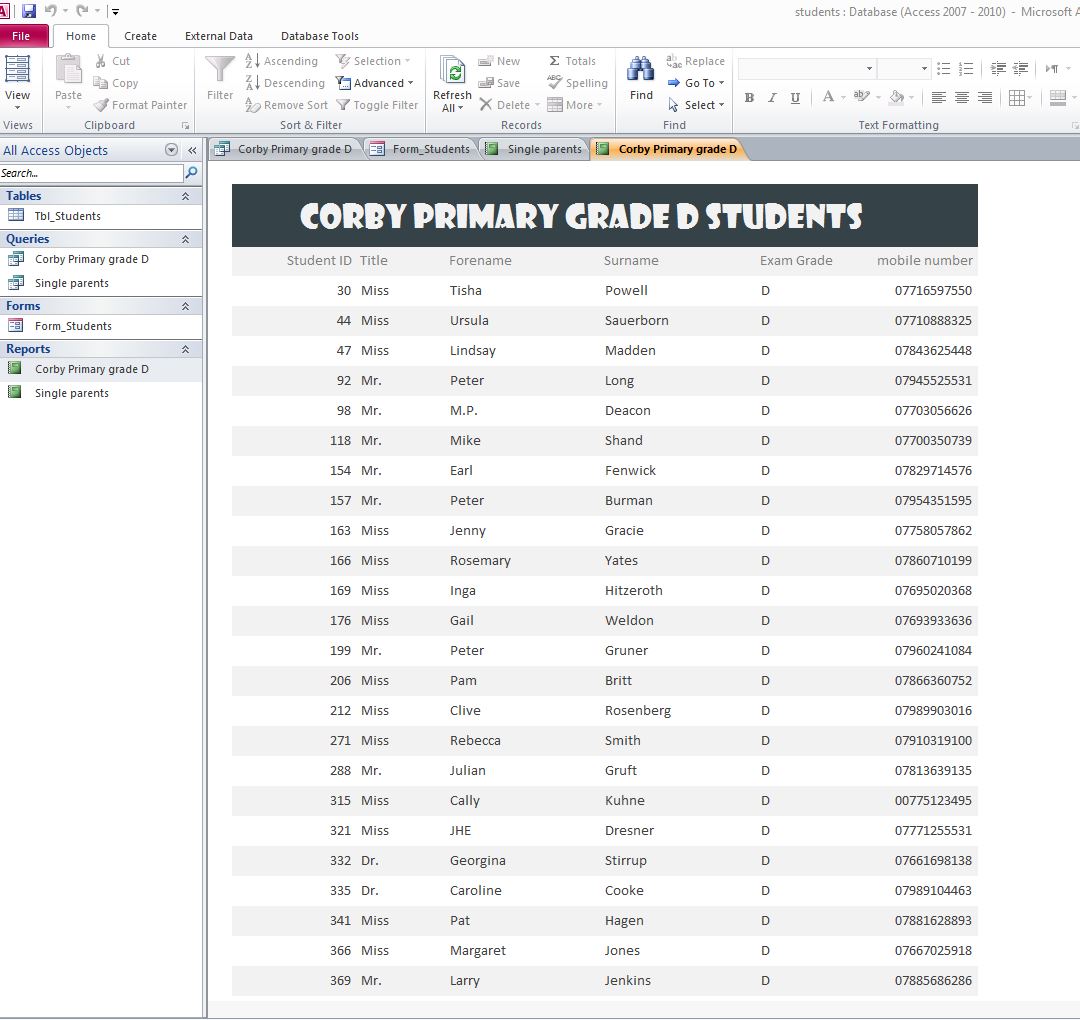 students : Database (Access 2007 - 2010) - Microsoft A
File Home Create External Data Database Tools
View Paste Cut Copy Format Painter
Filter Ascending Descending Remove Sort Selection Advanced Toggle Filter
Refresh All New Save Delete Totals Spelling More
Find Replace Go To Select
B I U A
Views Clipboard Sort & Filter Records Find Text Formatting
All Access Objects
Search...
Tables
Tbl_Students
Queries
Corby Primary grade D
Single parents
Forms
Form_Students
Reports
Corby Primary grade D
Single parents
Corby Primary grade D Form_Students Single parents Corby Primary grade D
CORBY PRIMARY GRADE D STUDENTS
Student ID Title Forename Surname Exam Grade mobile number
30 Miss Tisha Powell D 07716597550
44 Miss Ursula Sauerborn D 07710888325
47 Miss Lindsay Madden D 07843625448
92 Mr. Peter Long D 07945525531
98 Mr. M.P. Deacon D 07703056626
118 Mr. Mike Shand D 07700350739
154 Mr. Earl Fenwick D 07829714576
157 Mr. Peter Burman D 07954351595
163 Miss Jenny Gracie D 07758057862
166 Miss Rosemary Yates D 07860710199
169 Miss Inga Hitzeroth D 07695020368
176 Miss Gail Weldon D 07693933636
199 Mr. Peter Gruner D 07960241084
206 Miss Pam Britt D 07866360752
212 Miss Clive Rosenberg D 07989903016
271 Miss Rebecca Smith D 07910319100
288 Mr. Julian Gruft D 07813639135
315 Miss Cally Kuhne D 00775123495
321 Miss JHE Dresner D 07771255531
332 Dr. Georgina Stirrup D 07661698138
335 Dr. Caroline Cooke D 07989104463
341 Miss Pat Hagen D 07881628893
366 Miss Margaret Jones D 07667025918
369 Mr. Larry Jenkins D 07885686286